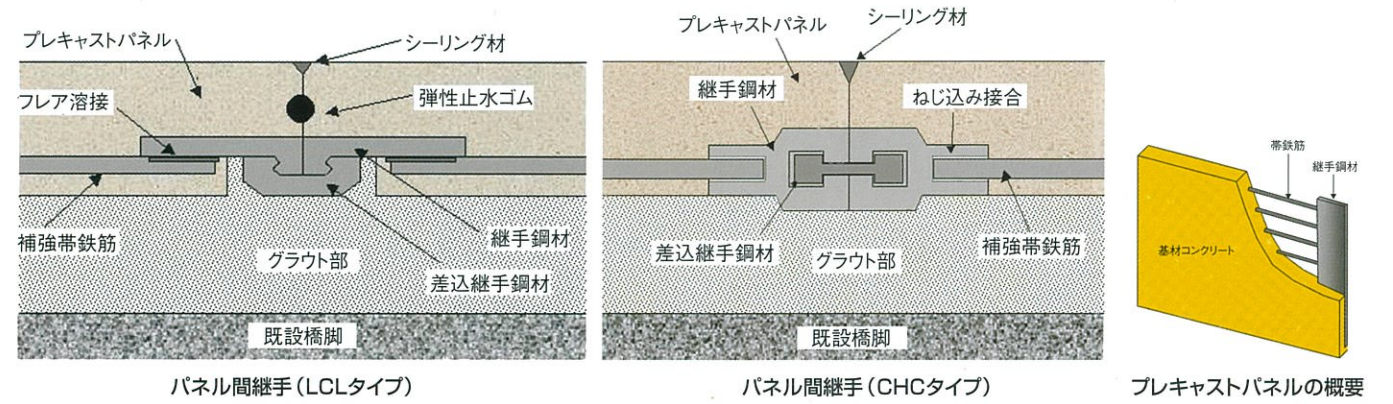 プレキャストパネル
シーリング材
フレア溶接
弾性止水ゴム
補強帯鉄筋
継手鋼材
グラウト部
差込継手鋼材
既設橋脚
パネル間継手(LCLタイプ)
プレキャストパネル
シーリング材
継手鋼材
ねじ込み接合
差込継手鋼材
グラウト部
補強帯鉄筋
既設橋脚
パネル間継手(CHCタイプ)
帯鉄筋
継手鋼材
基材コンクリート
プレキャストパネルの概要